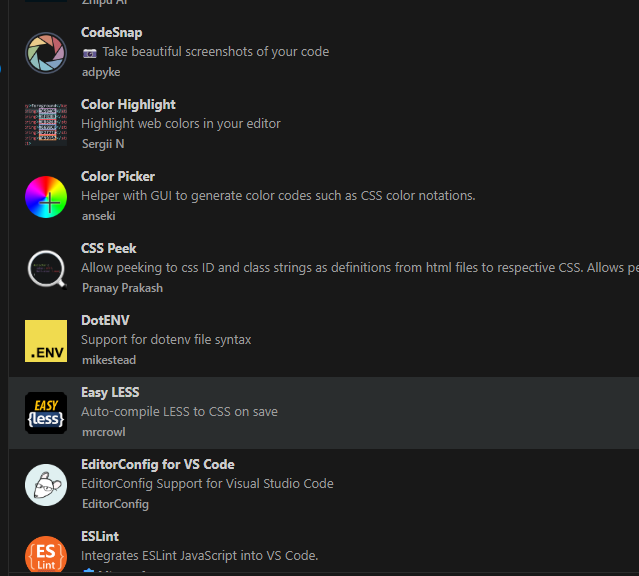 Zhipu AI
CodeSnap
📷 Take beautiful screenshots of your code
adpyke
Color Highlight
Highlight web colors in your editor
Sergii N
Color Picker
Helper with GUI to generate color codes such as CSS color notations.
anseki
CSS Peek
Allow peeking to css ID and class strings as definitions from html files to respective CSS. Allows pe
Pranay Prakash
.ENV
DotENV
Support for dotenv file syntax
mikestead
EASY
{less}
Easy LESS
Auto-compile LESS to CSS on save
mrcrowl
EditorConfig for VS Code
EditorConfig Support for Visual Studio Code
EditorConfig
ES
Lint
ESLint
Integrates ESLint JavaScript into VS Code.